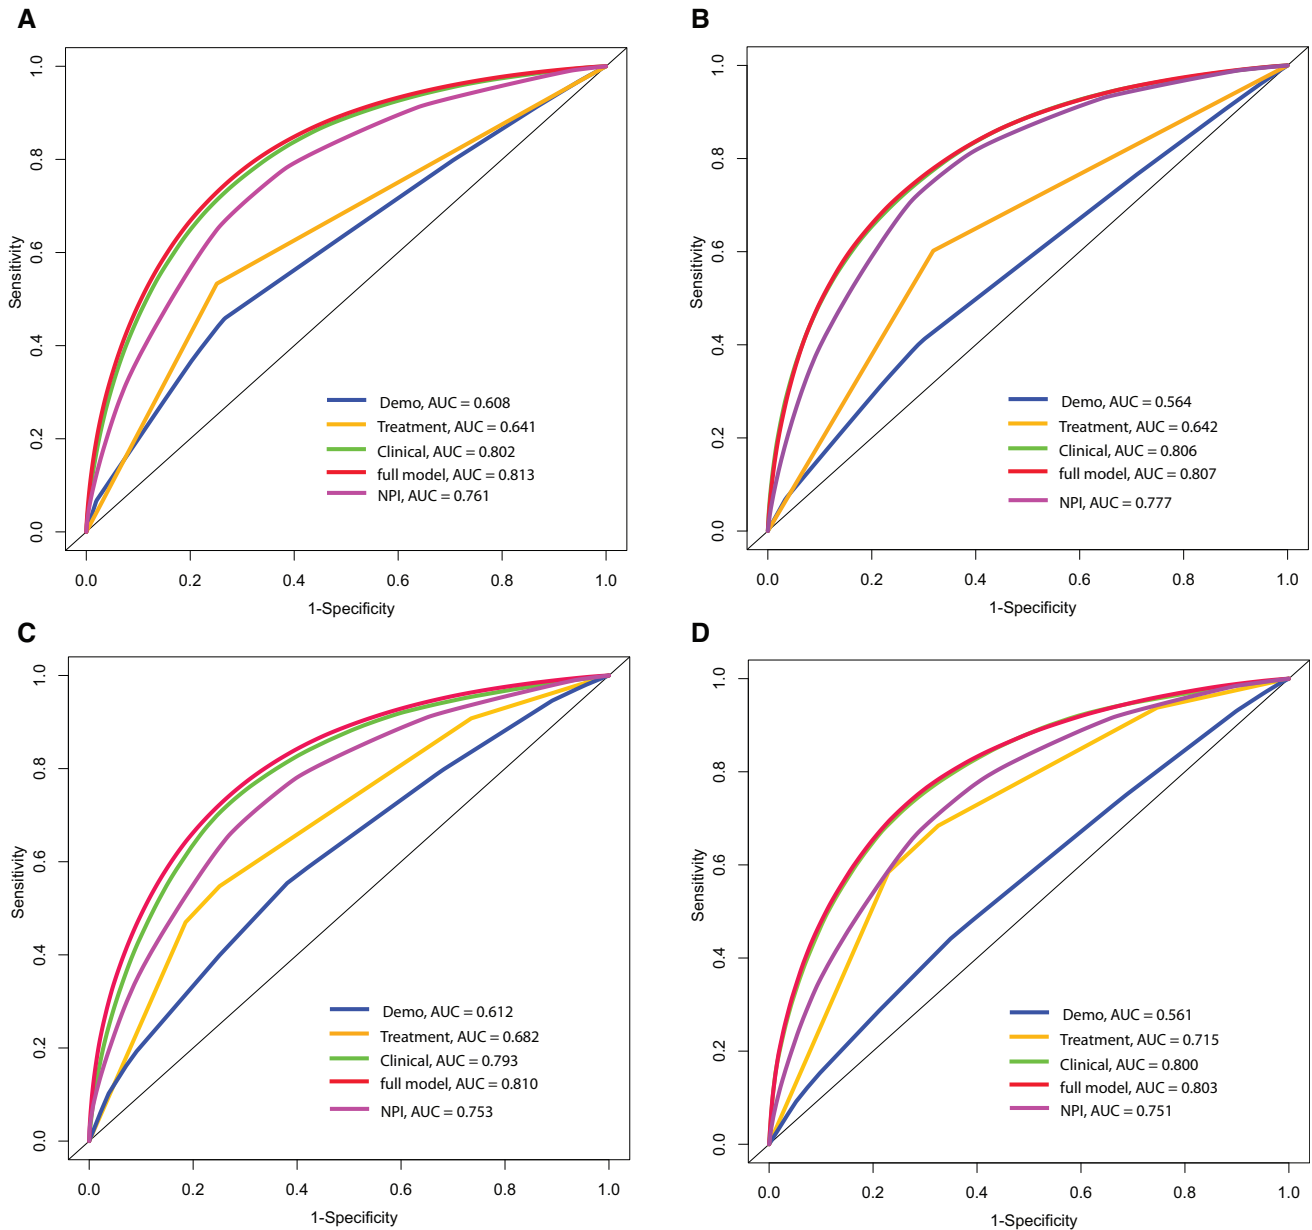 A
1.0
0.8
0.6
0.4
0.2
0.0
Sensitivity
Demo, AUC = 0.608
Treatment, AUC = 0.641
Clinical, AUC = 0.802
full model, AUC = 0.813
NPI, AUC = 0.761
0.0 0.2 0.4 0.6 0.8 1.0
1-Specificity
B
1.0
0.8
0.6
0.4
0.2
0.0
Sensitivity
Demo, AUC = 0.564
Treatment, AUC = 0.642
Clinical, AUC = 0.806
full model, AUC = 0.807
NPI, AUC = 0.777
0.0 0.2 0.4 0.6 0.8 1.0
1-Specificity
C
1.0
0.8
0.6
0.4
0.2
0.0
Sensitivity
Demo, AUC = 0.612
Treatment, AUC = 0.682
Clinical, AUC = 0.793
full model, AUC = 0.810
NPI, AUC = 0.753
0.0 0.2 0.4 0.6 0.8 1.0
1-Specificity
D
1.0
0.8
0.6
0.4
0.2
0.0
Sensitivity
Demo, AUC = 0.561
Treatment, AUC = 0.715
Clinical, AUC = 0.800
full model, AUC = 0.803
NPI, AUC = 0.751
0.0 0.2 0.4 0.6 0.8 1.0
1-Specificity